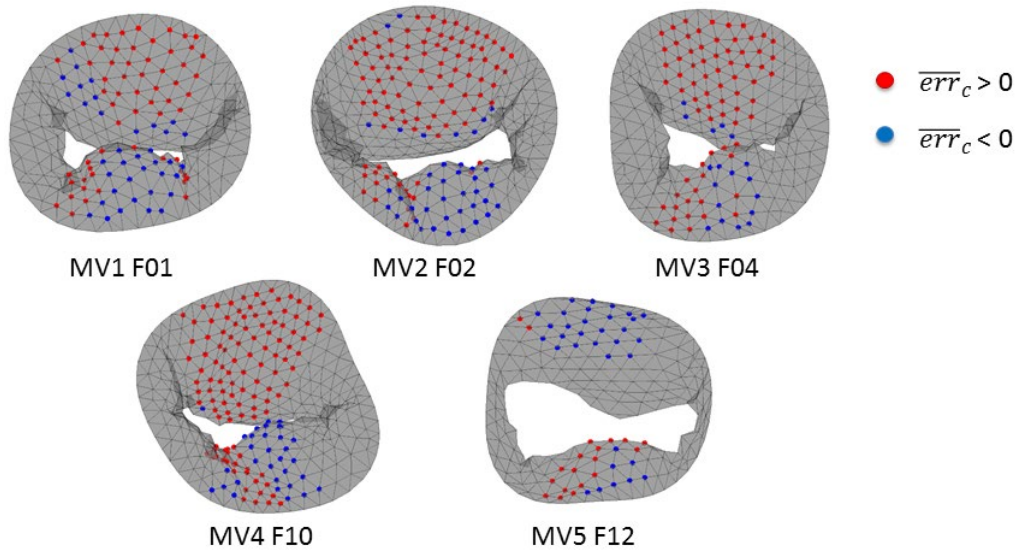 err_c > 0
err_c < 0
MV1 F01
MV2 F02
MV3 F04
MV4 F10
MV5 F12